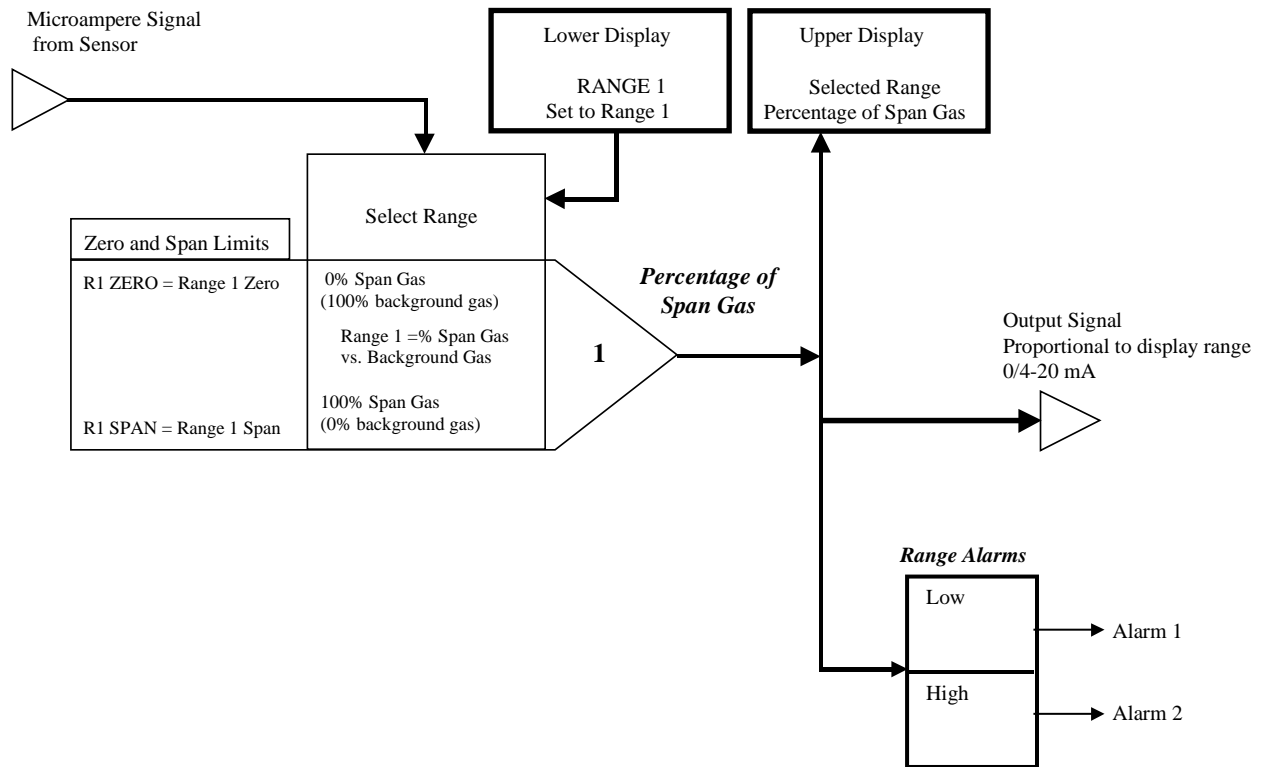 Microampere Signal
from Sensor
Lower Display
RANGE 1
Set to Range 1
Upper Display
Selected Range
Percentage of Span Gas
Select Range
Zero and Span Limits
R1 ZERO = Range 1 Zero
0% Span Gas
(100% background gas)
Range 1 =% Span Gas
vs. Background Gas
100% Span Gas
(0% background gas)
R1 SPAN = Range 1 Span
1
Percentage of
Span Gas
Output Signal
Proportional to display range
0/4-20 mA
Range Alarms
Low
Alarm 1
High
Alarm 2